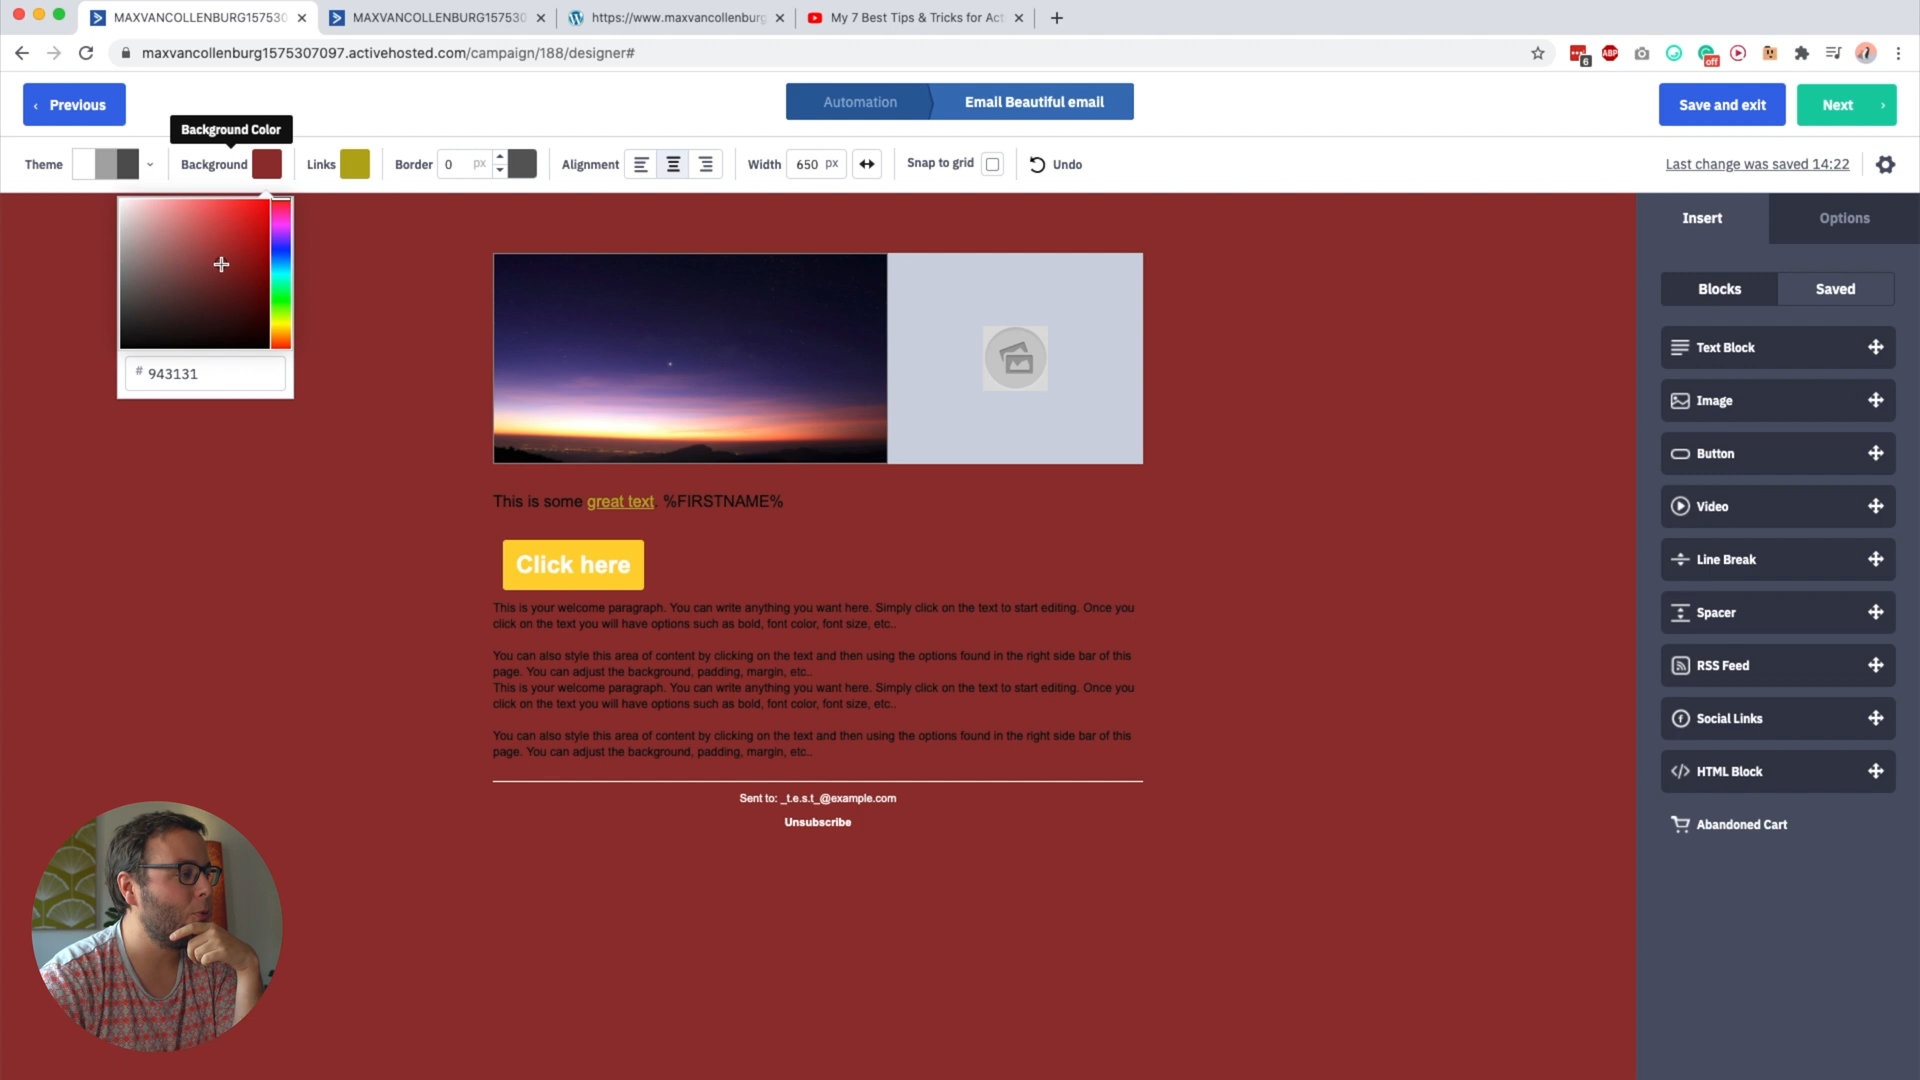 MAXVANCOLLENBURG157530
MAXVANCOLLENBURG157530
https://www.maxvancollenburg
My 7 Best Tips & Tricks for Act
maxvancollenburg1575307097.activehosted.com/campaign/188/designer#
6
ABP
off
Previous
Automation
Email Beautiful email
Save and exit
Next
Background Color
Theme
Background
Links
Border
0
px
Alignment
Width
650 px
Snap to grid
Undo
Last change was saved 14:22
# 943131
Insert
Options
Blocks
Saved
Text Block
Image
Button
Video
Line Break
Spacer
RSS Feed
Social Links
HTML Block
Abandoned Cart
This is some great text. %FIRSTNAME%
Click here
This is your welcome paragraph. You can write anything you want here. Simply click on the text to start editing. Once you
click on the text you will have options such as bold, font color, font size, etc..
You can also style this area of content by clicking on the text and then using the options found in the right side bar of this
page. You can adjust the background, padding, margin, etc..
This is your welcome paragraph. You can write anything you want here. Simply click on the text to start editing. Once you
click on the text you will have options such as bold, font color, font size, etc..
You can also style this area of content by clicking on the text and then using the options found in the right side bar of this
page. You can adjust the background, padding, margin, etc..
Sent to: _t.e.s.t_@example.com
Unsubscribe